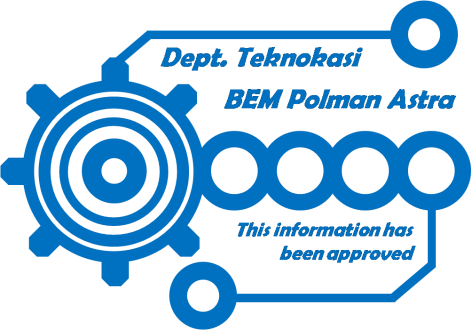 Dept. Teknokasi
BEM Polman Astra
This information has
been approved